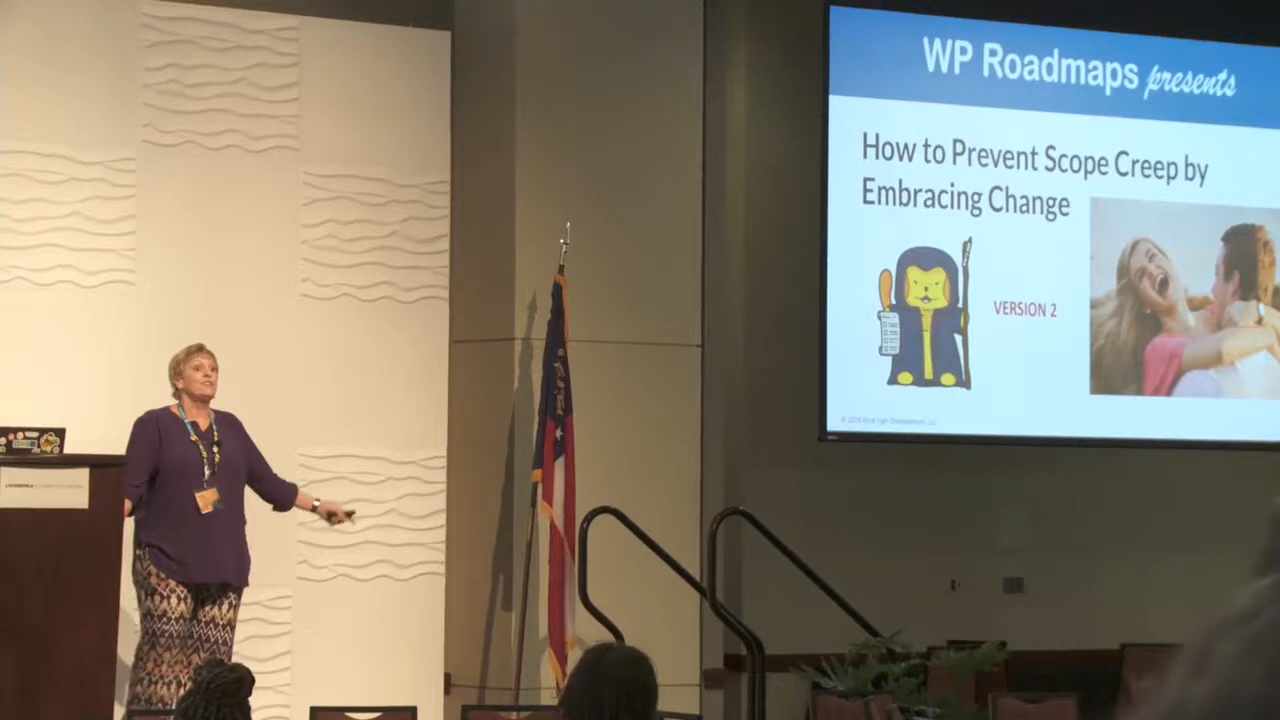 WP Roadmaps presents
How to Prevent Scope Creep by
Embracing Change
VERSION 2